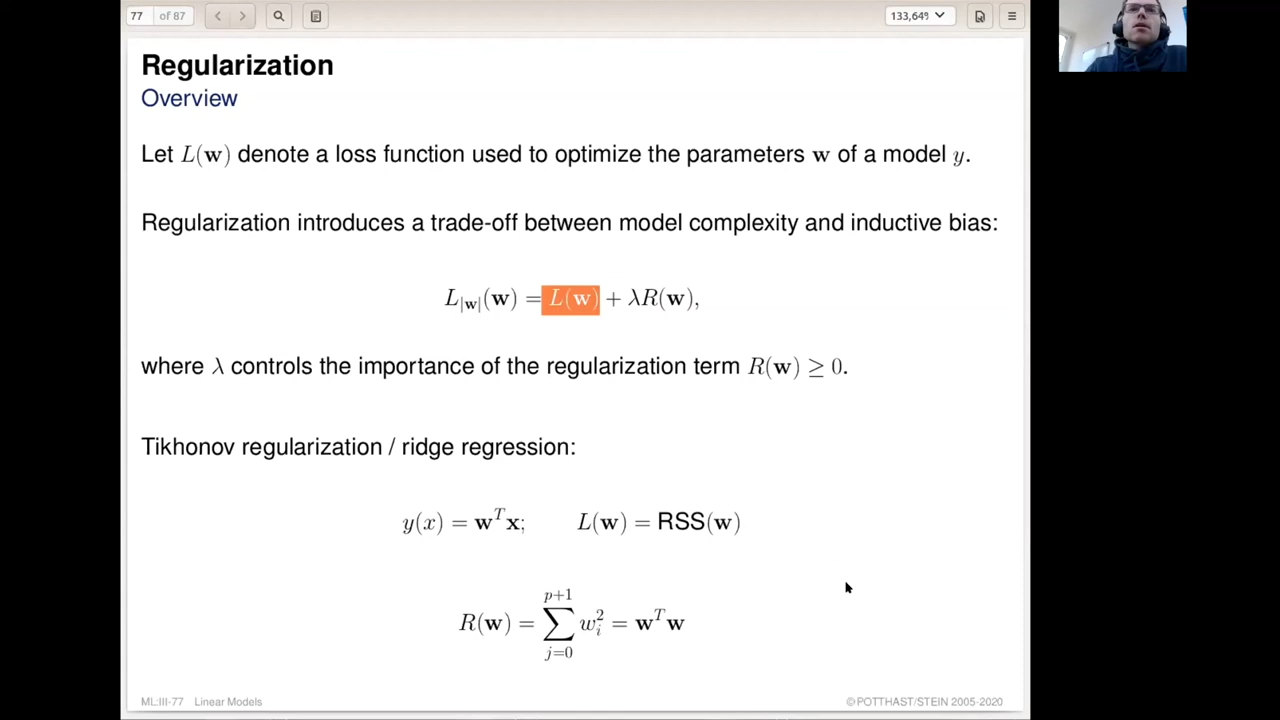 77 of 87 133,64%
Regularization
Overview
Let L(w) denote a loss function used to optimize the parameters w of a model y.
Regularization introduces a trade-off between model complexity and inductive bias:
L_{|w|}(w) = L(w) + λR(w),
where λ controls the importance of the regularization term R(w) ≥ 0.
Tikhonov regularization / ridge regression:
y(x) = w^T x; L(w) = RSS(w)
R(w) = \sum_{j=0}^{p+1} w_i^2 = w^T w
ML:III-77 Linear Models © POTTHAST/STEIN 2005-2020